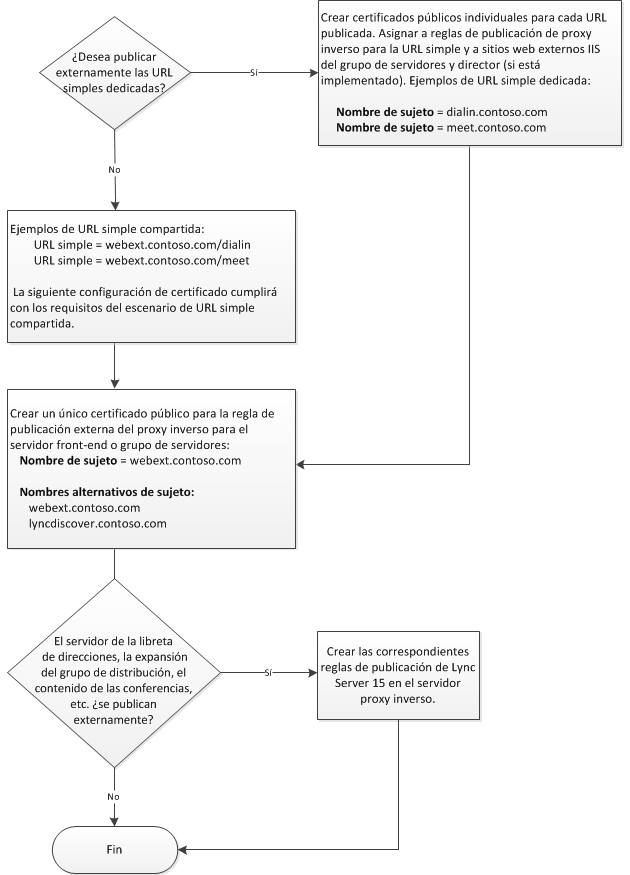 ¿Desea publicar
externamente las URL
simples dedicadas?
Sí
Crear certificados públicos individuales para cada URL
publicada. Asignar a reglas de publicación de proxy
inverso para la URL simple y a sitios web externos IIS
del grupo de servidores y director (si está
implementado). Ejemplos de URL simple dedicada:
Nombre de sujeto = dialin.contoso.com
Nombre de sujeto = meet.contoso.com
No
Ejemplos de URL simple compartida:
URL simple = webext.contoso.com/dialin
URL simple = webext.contoso.com/meet
La siguiente configuración de certificado cumplirá
con los requisitos del escenario de URL simple
compartida.
Crear un único certificado público para la regla de
publicación externa del proxy inverso para el
servidor front-end o grupo de servidores:
Nombre de sujeto = webext.contoso.com
Nombres alternativos de sujeto:
webext.contoso.com
lyncdiscover.contoso.com
El servidor de la libreta
de direcciones, la expansión
del grupo de distribución, el
contenido de las conferencias,
etc. ¿se publican
externamente?
Sí
Crear las correspondientes
reglas de publicación de Lync
Server 15 en el servidor
proxy inverso.
No
Fin